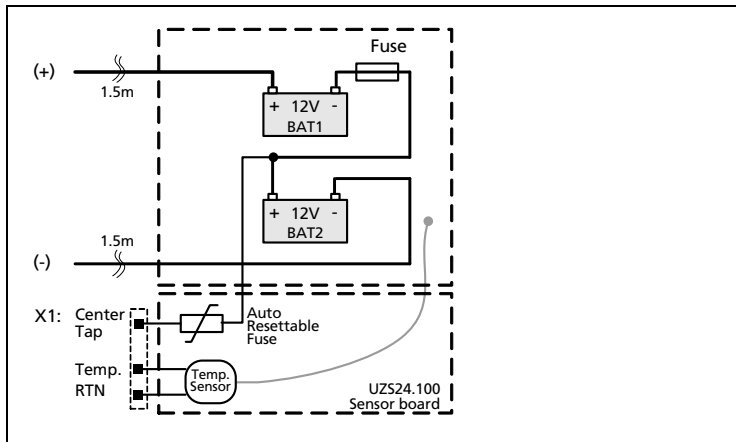 Fuse
(+)
1.5m
+ 12V -
BAT1
+ 12V -
BAT2
1.5m
(-)
X1: Center
Tap
Auto
Resettable
Fuse
Temp.
RTN
Temp.
Sensor
UZS24.100
Sensor board